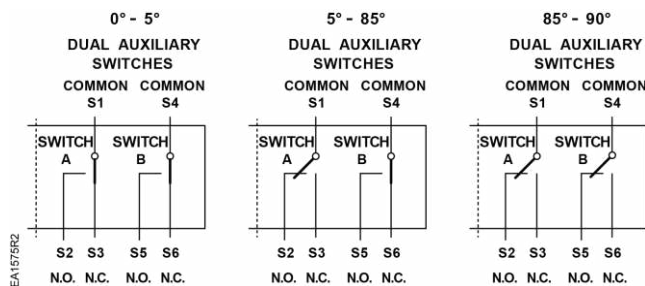 0° - 5°
DUAL AUXILIARY
SWITCHES
COMMON COMMON
S1 S4
SWITCH SWITCH
A B
S2 S3 S5 S6
N.O. N.C. N.O. N.C.
5° - 85°
DUAL AUXILIARY
SWITCHES
COMMON COMMON
S1 S4
SWITCH SWITCH
A B
S2 S3 S5 S6
N.O. N.C. N.O. N.C.
85° - 90°
DUAL AUXILIARY
SWITCHES
COMMON COMMON
S1 S4
SWITCH SWITCH
A B
S2 S3 S5 S6
N.O. N.C. N.O. N.C.
EA1575R2